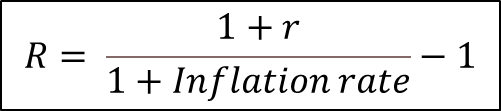 R = (1 + r) / (1 + Inflation rate) − 1